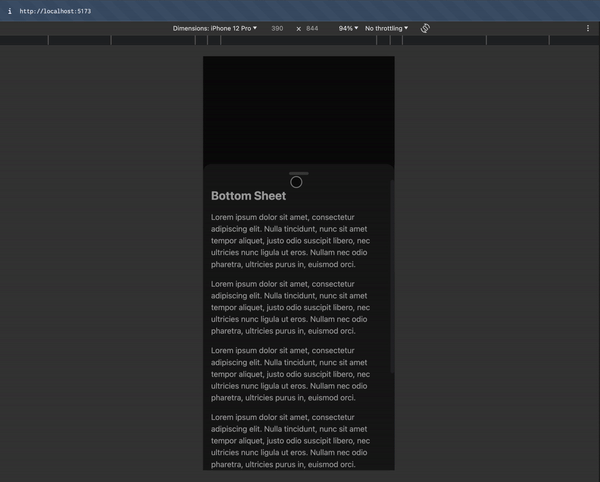 i http://localhost:5173
Dimensions: iPhone 12 Pro ▼ 390 × 844 94% ▼ No throttling ▼
Bottom Sheet
Lorem ipsum dolor sit amet, consectetur
adipiscing elit. Nulla tincidunt, nunc sit amet
tempor aliquet, justo odio suscipit libero, nec
ultricies nunc ligula ut eros. Nullam nec odio
pharetra, ultricies purus in, euismod orci.
Lorem ipsum dolor sit amet, consectetur
adipiscing elit. Nulla tincidunt, nunc sit amet
tempor aliquet, justo odio suscipit libero, nec
ultricies nunc ligula ut eros. Nullam nec odio
pharetra, ultricies purus in, euismod orci.
Lorem ipsum dolor sit amet, consectetur
adipiscing elit. Nulla tincidunt, nunc sit amet
tempor aliquet, justo odio suscipit libero, nec
ultricies nunc ligula ut eros. Nullam nec odio
pharetra, ultricies purus in, euismod orci.
Lorem ipsum dolor sit amet, consectetur
adipiscing elit. Nulla tincidunt, nunc sit amet
tempor aliquet, justo odio suscipit libero, nec
ultricies nunc ligula ut eros. Nullam nec odio
pharetra, ultricies purus in, euismod orci.